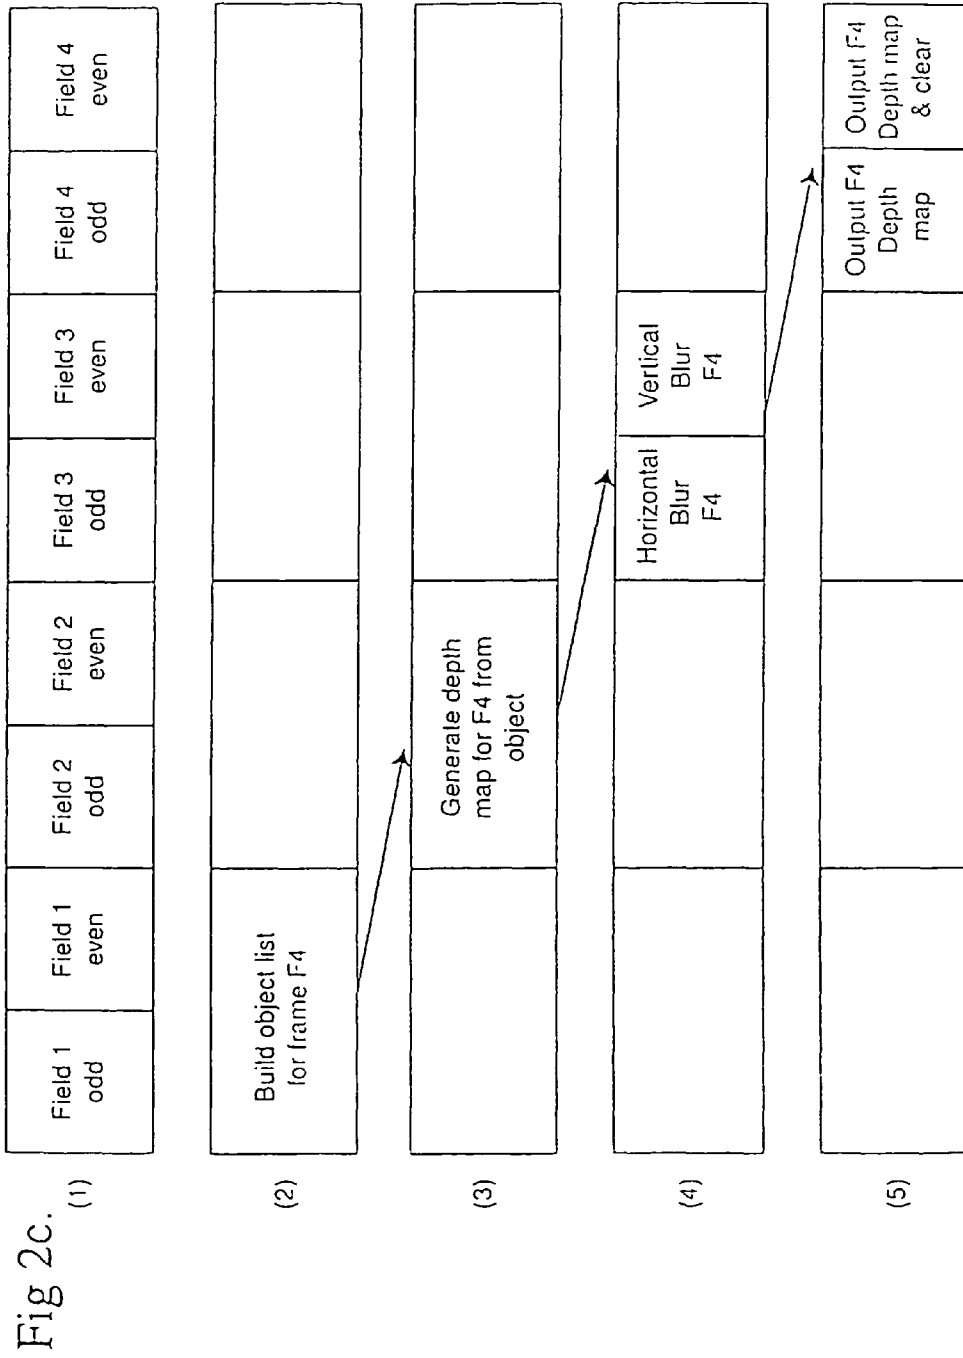 Fig 2c.
(1)
Field 1
odd
Field 1
even
Field 2
odd
Field 2
even
Field 3
odd
Field 3
even
Field 4
odd
Field 4
even
(2)
Build object list
for frame F4
(3)
Generate depth
map for F4 from
object
(4)
Horizontal
Blur
F4
Vertical
Blur
F4
(5)
Output F4
Depth
map
Output F4
Depth map
& clear